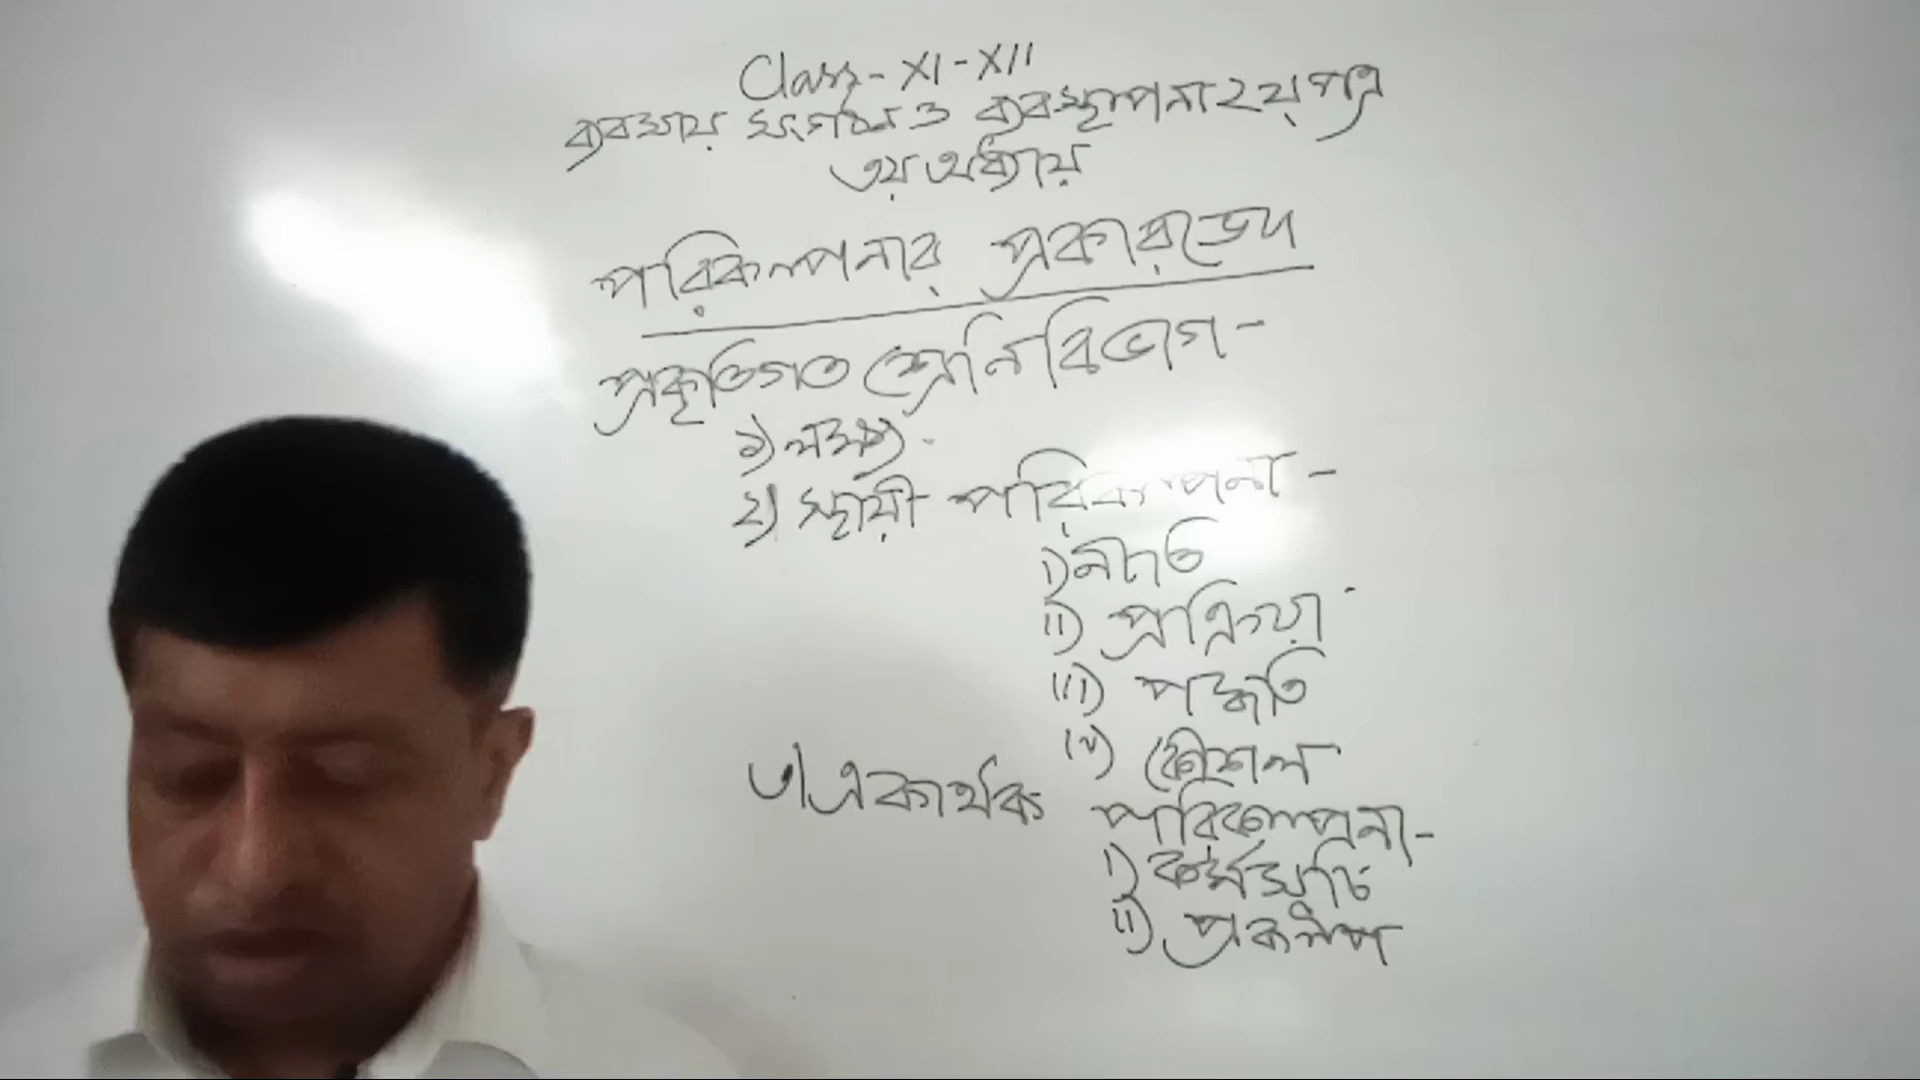 Class - XI - XII
ব্যবসায় সংগঠন ও ব্যবস্থাপনা ২য় পত্র
৩য় অধ্যায়
পরিকল্পনার প্রকারভেদ
প্রকৃতিগত শ্রেনি বিভাগ -
১) লক্ষ্য
২) স্থায়ী পরিকল্পনা -
i) নীতি
ii) প্রক্রিয়া
iii) পদ্ধতি
iv) কৌশল
৩) একার্থক পরিকল্পনা -
i) কর্মসূচি
ii) প্রকল্প